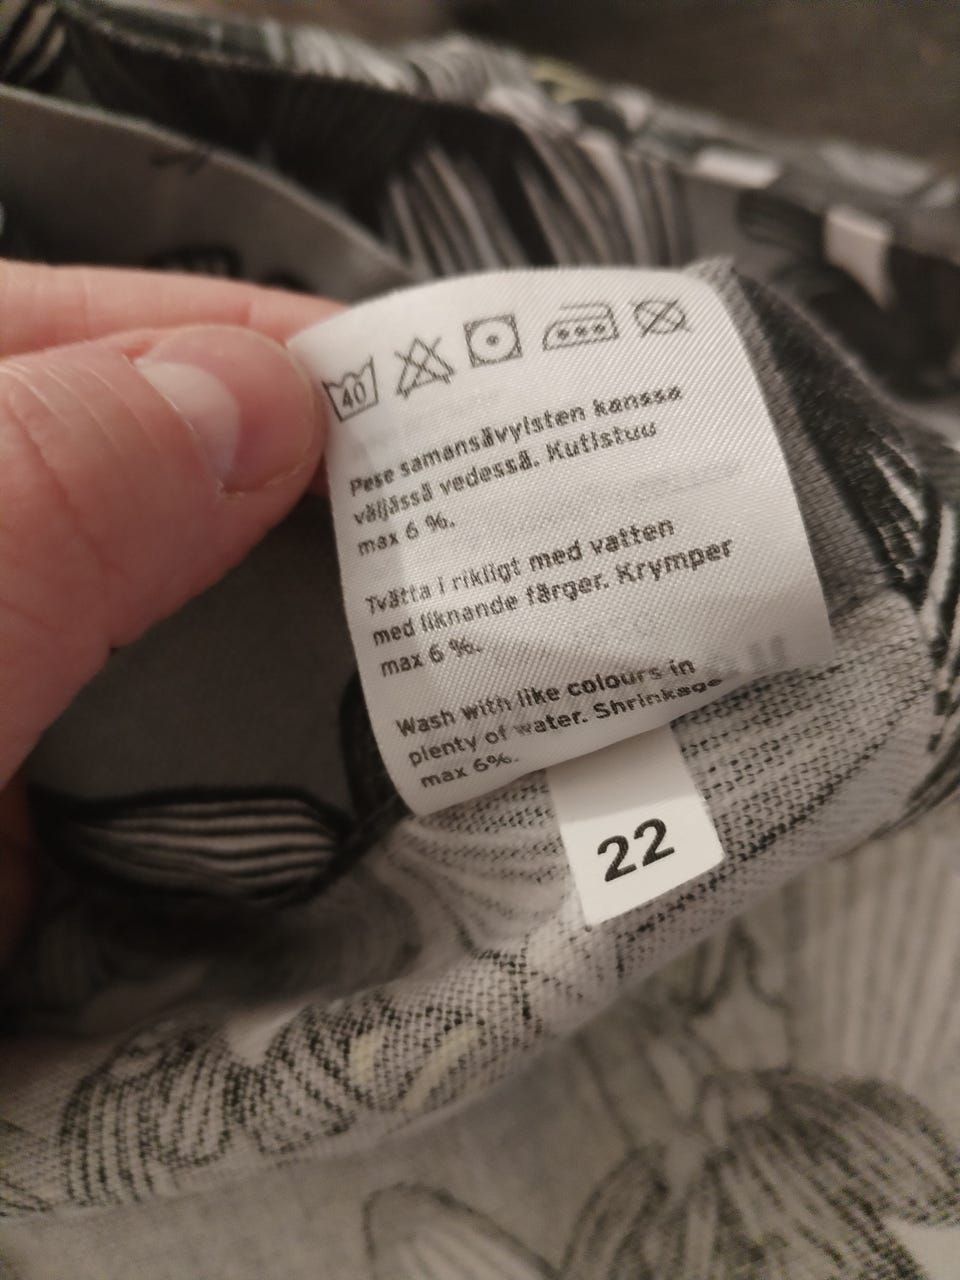 40
Pese samansävyisten kanssa
väljässä vedessä. Kutistuu
max 6 %.
Tvätta i rikligt med vatten
med liknande färger. Krymper
max 6 %.
Wash with like colours in
plenty of water. Shrinkage
max 6%.
22